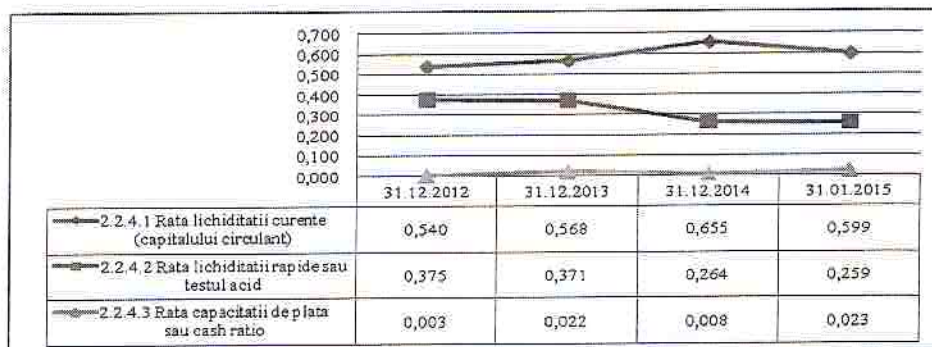 0,700
0,600
0,500
0,400
0,300
0,200
0,100
0,000
31.12.2012 31.12.2013 31.12.2014 31.01.2015
2.2.4.1 Rata lichiditatii curente
(capitalului circulant) 0,540 0,568 0,655 0,599
2.2.4.2 Rata lichiditatii rapide sau
testul acid 0,375 0,371 0,264 0,259
2.2.4.3 Rata capacitatii de plata
sau cash ratio 0,003 0,022 0,008 0,023